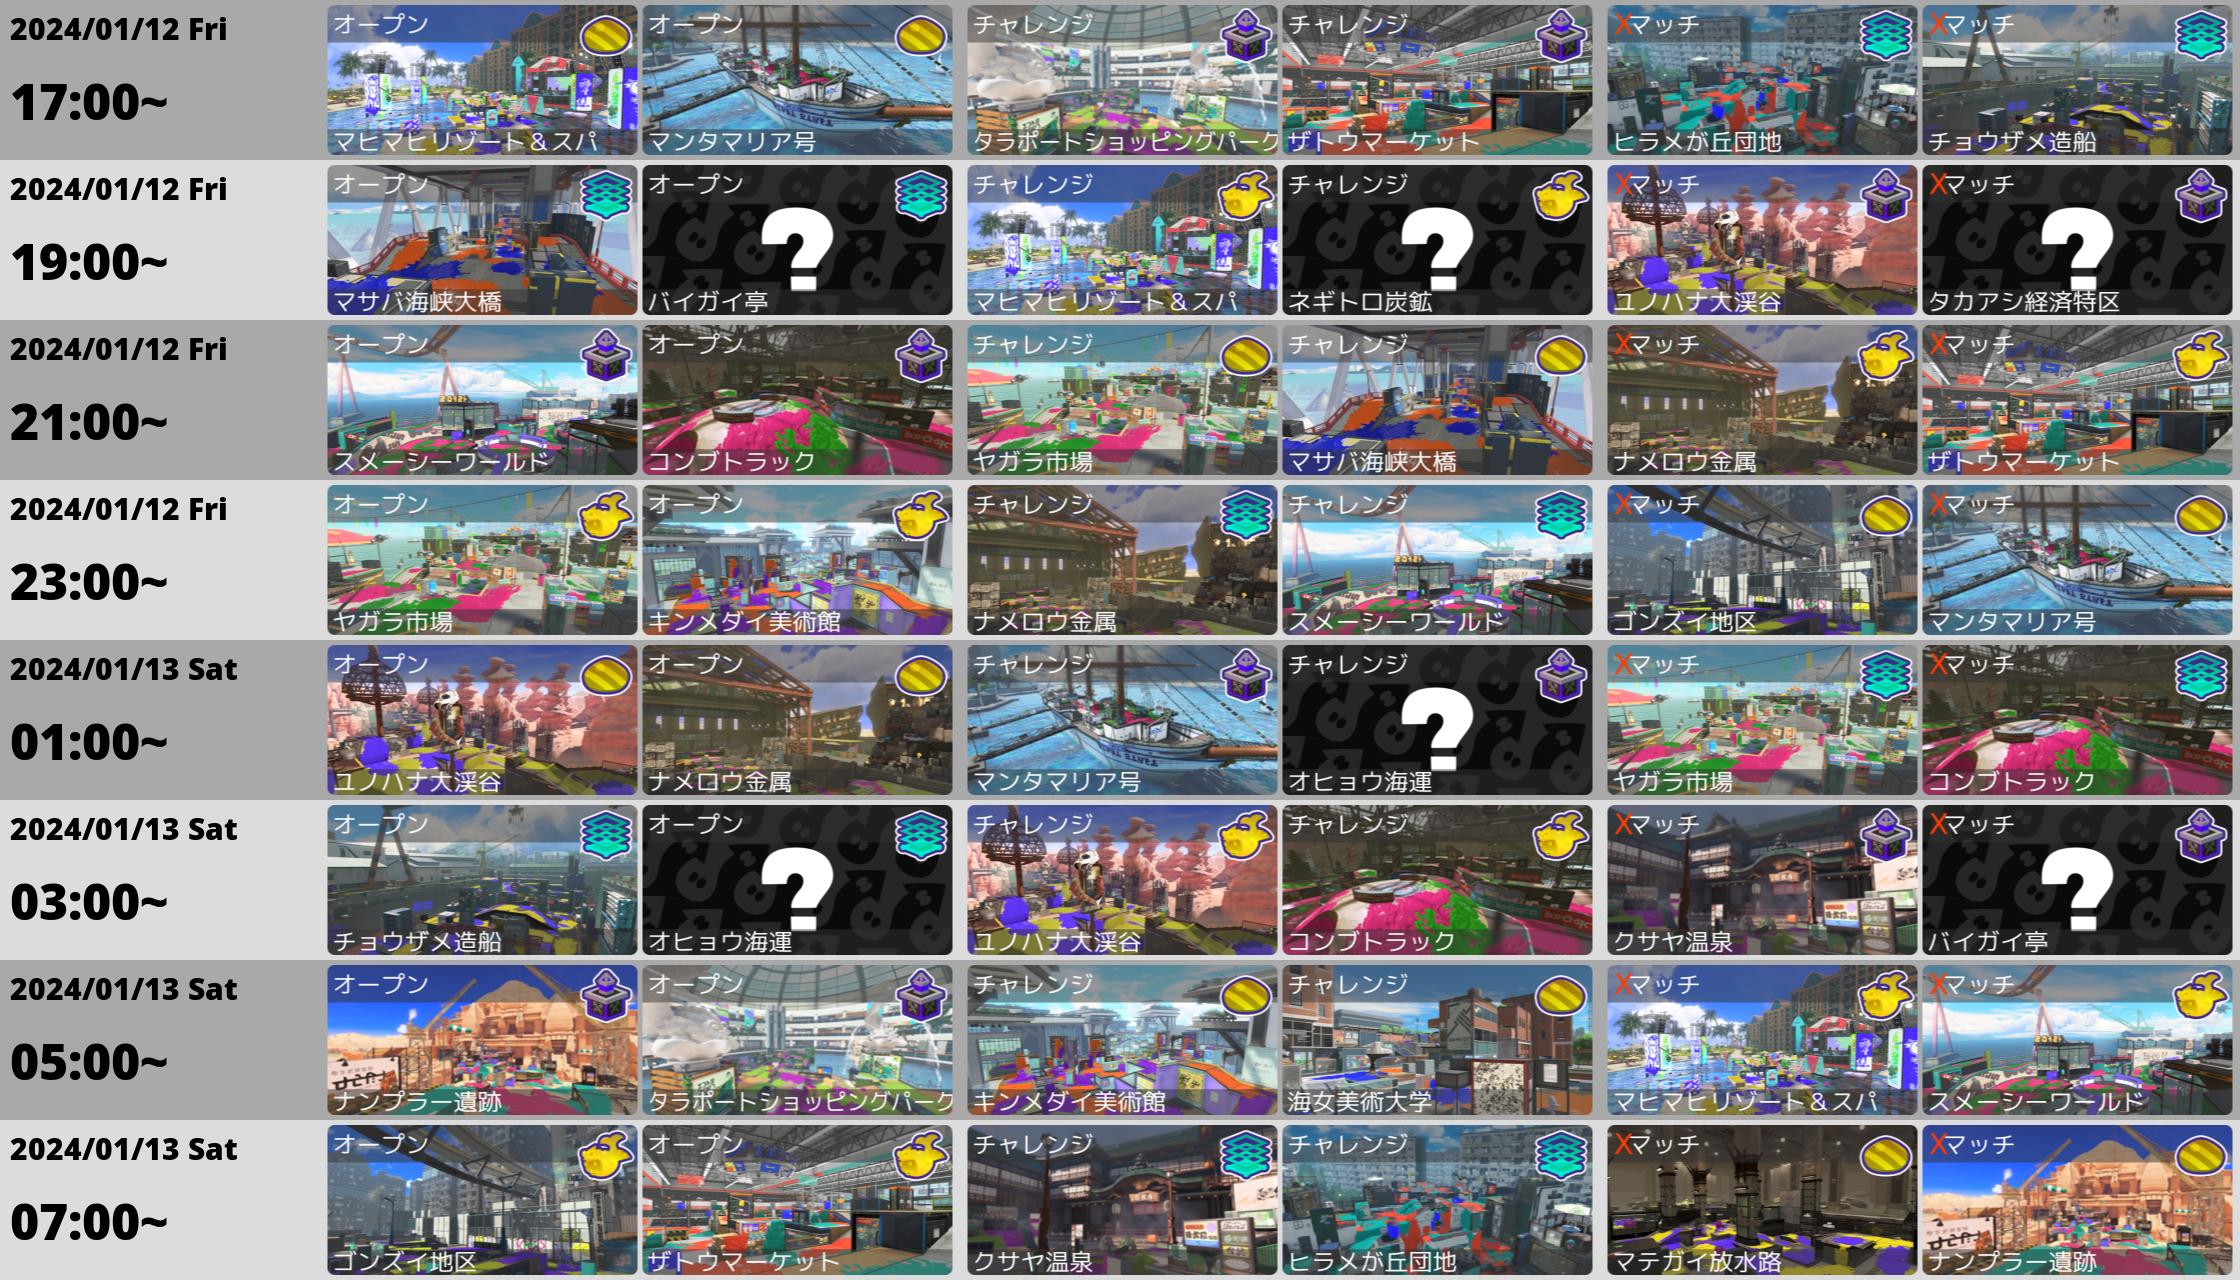 2024/01/12 Fri
17:00~
オープン
マヒマヒリゾート＆スパ
オープン
マンタマリア号
チャレンジ
タラポートショッピングパーク
チャレンジ
ザトウマーケット
Xマッチ
ヒラメが丘団地
Xマッチ
チョウザメ造船
2024/01/12 Fri
19:00~
オープン
マサバ海峡大橋
オープン
?
バイガイ亭
チャレンジ
マヒマヒリゾート＆スパ
チャレンジ
?
ネギトロ炭鉱
Xマッチ
ユノハナ大渓谷
Xマッチ
?
タカアシ経済特区
2024/01/12 Fri
21:00~
オープン
スメーシーワールド
オープン
コンブトラック
チャレンジ
ヤガラ市場
チャレンジ
マサバ海峡大橋
Xマッチ
ナメロウ金属
Xマッチ
ザトウマーケット
2024/01/12 Fri
23:00~
オープン
ヤガラ市場
オープン
キンメダイ美術館
チャレンジ
ナメロウ金属
チャレンジ
スメーシーワールド
Xマッチ
ゴンズイ地区
Xマッチ
マンタマリア号
2024/01/13 Sat
01:00~
オープン
ユノハナ大渓谷
オープン
ナメロウ金属
チャレンジ
マンタマリア号
チャレンジ
?
オヒョウ海運
Xマッチ
ヤガラ市場
Xマッチ
コンブトラック
2024/01/13 Sat
03:00~
オープン
チョウザメ造船
オープン
?
オヒョウ海運
チャレンジ
ユノハナ大渓谷
チャレンジ
コンブトラック
Xマッチ
クサヤ温泉
Xマッチ
?
バイガイ亭
2024/01/13 Sat
05:00~
オープン
ナンプラー遺跡
オープン
タラポートショッピングパーク
チャレンジ
キンメダイ美術館
チャレンジ
海女美術大学
Xマッチ
マヒマヒリゾート＆スパ
Xマッチ
スメーシーワールド
2024/01/13 Sat
07:00~
オープン
ゴンズイ地区
オープン
ザトウマーケット
チャレンジ
クサヤ温泉
チャレンジ
ヒラメが丘団地
Xマッチ
マテガイ放水路
Xマッチ
ナンプラー遺跡